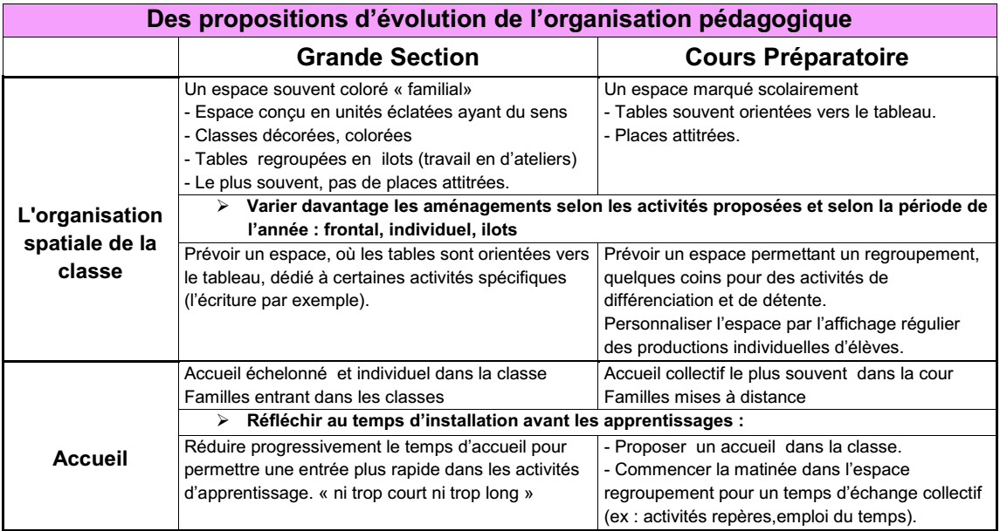 Des propositions d’évolution de l’organisation pédagogique
Grande Section
Cours Préparatoire
L'organisation
spatiale de la
classe
Un espace souvent coloré « familial»
- Espace conçu en unités éclatées ayant du sens
- Classes décorées, colorées
- Tables regroupées en ilots (travail en d’ateliers)
- Le plus souvent, pas de places attitrées.
Un espace marqué scolairement
- Tables souvent orientées vers le tableau.
- Places attitrées.
➢ Varier davantage les aménagements selon les activités proposées et selon la période de
l’année : frontal, individuel, ilots
Prévoir un espace, où les tables sont orientées vers
le tableau, dédié à certaines activités spécifiques
(l’écriture par exemple).
Prévoir un espace permettant un regroupement,
quelques coins pour des activités de
différenciation et de détente.
Personnaliser l’espace par l’affichage régulier
des productions individuelles d’élèves.
Accueil
Accueil échelonné et individuel dans la classe
Familles entrant dans les classes
Accueil collectif le plus souvent dans la cour
Familles mises à distance
➢ Réfléchir au temps d’installation avant les apprentissages :
Réduire progressivement le temps d’accueil pour
permettre une entrée plus rapide dans les activités
d’apprentissage. « ni trop court ni trop long »
- Proposer un accueil dans la classe.
- Commencer la matinée dans l’espace
regroupement pour un temps d’échange collectif
(ex : activités repères,emploi du temps).